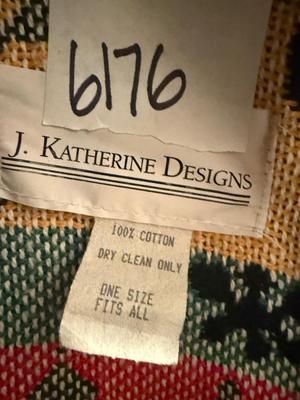 6176
J. KATHERINE DESIGNS
100% COTTON
DRY CLEAN ONLY
ONE SIZE
FITS ALL